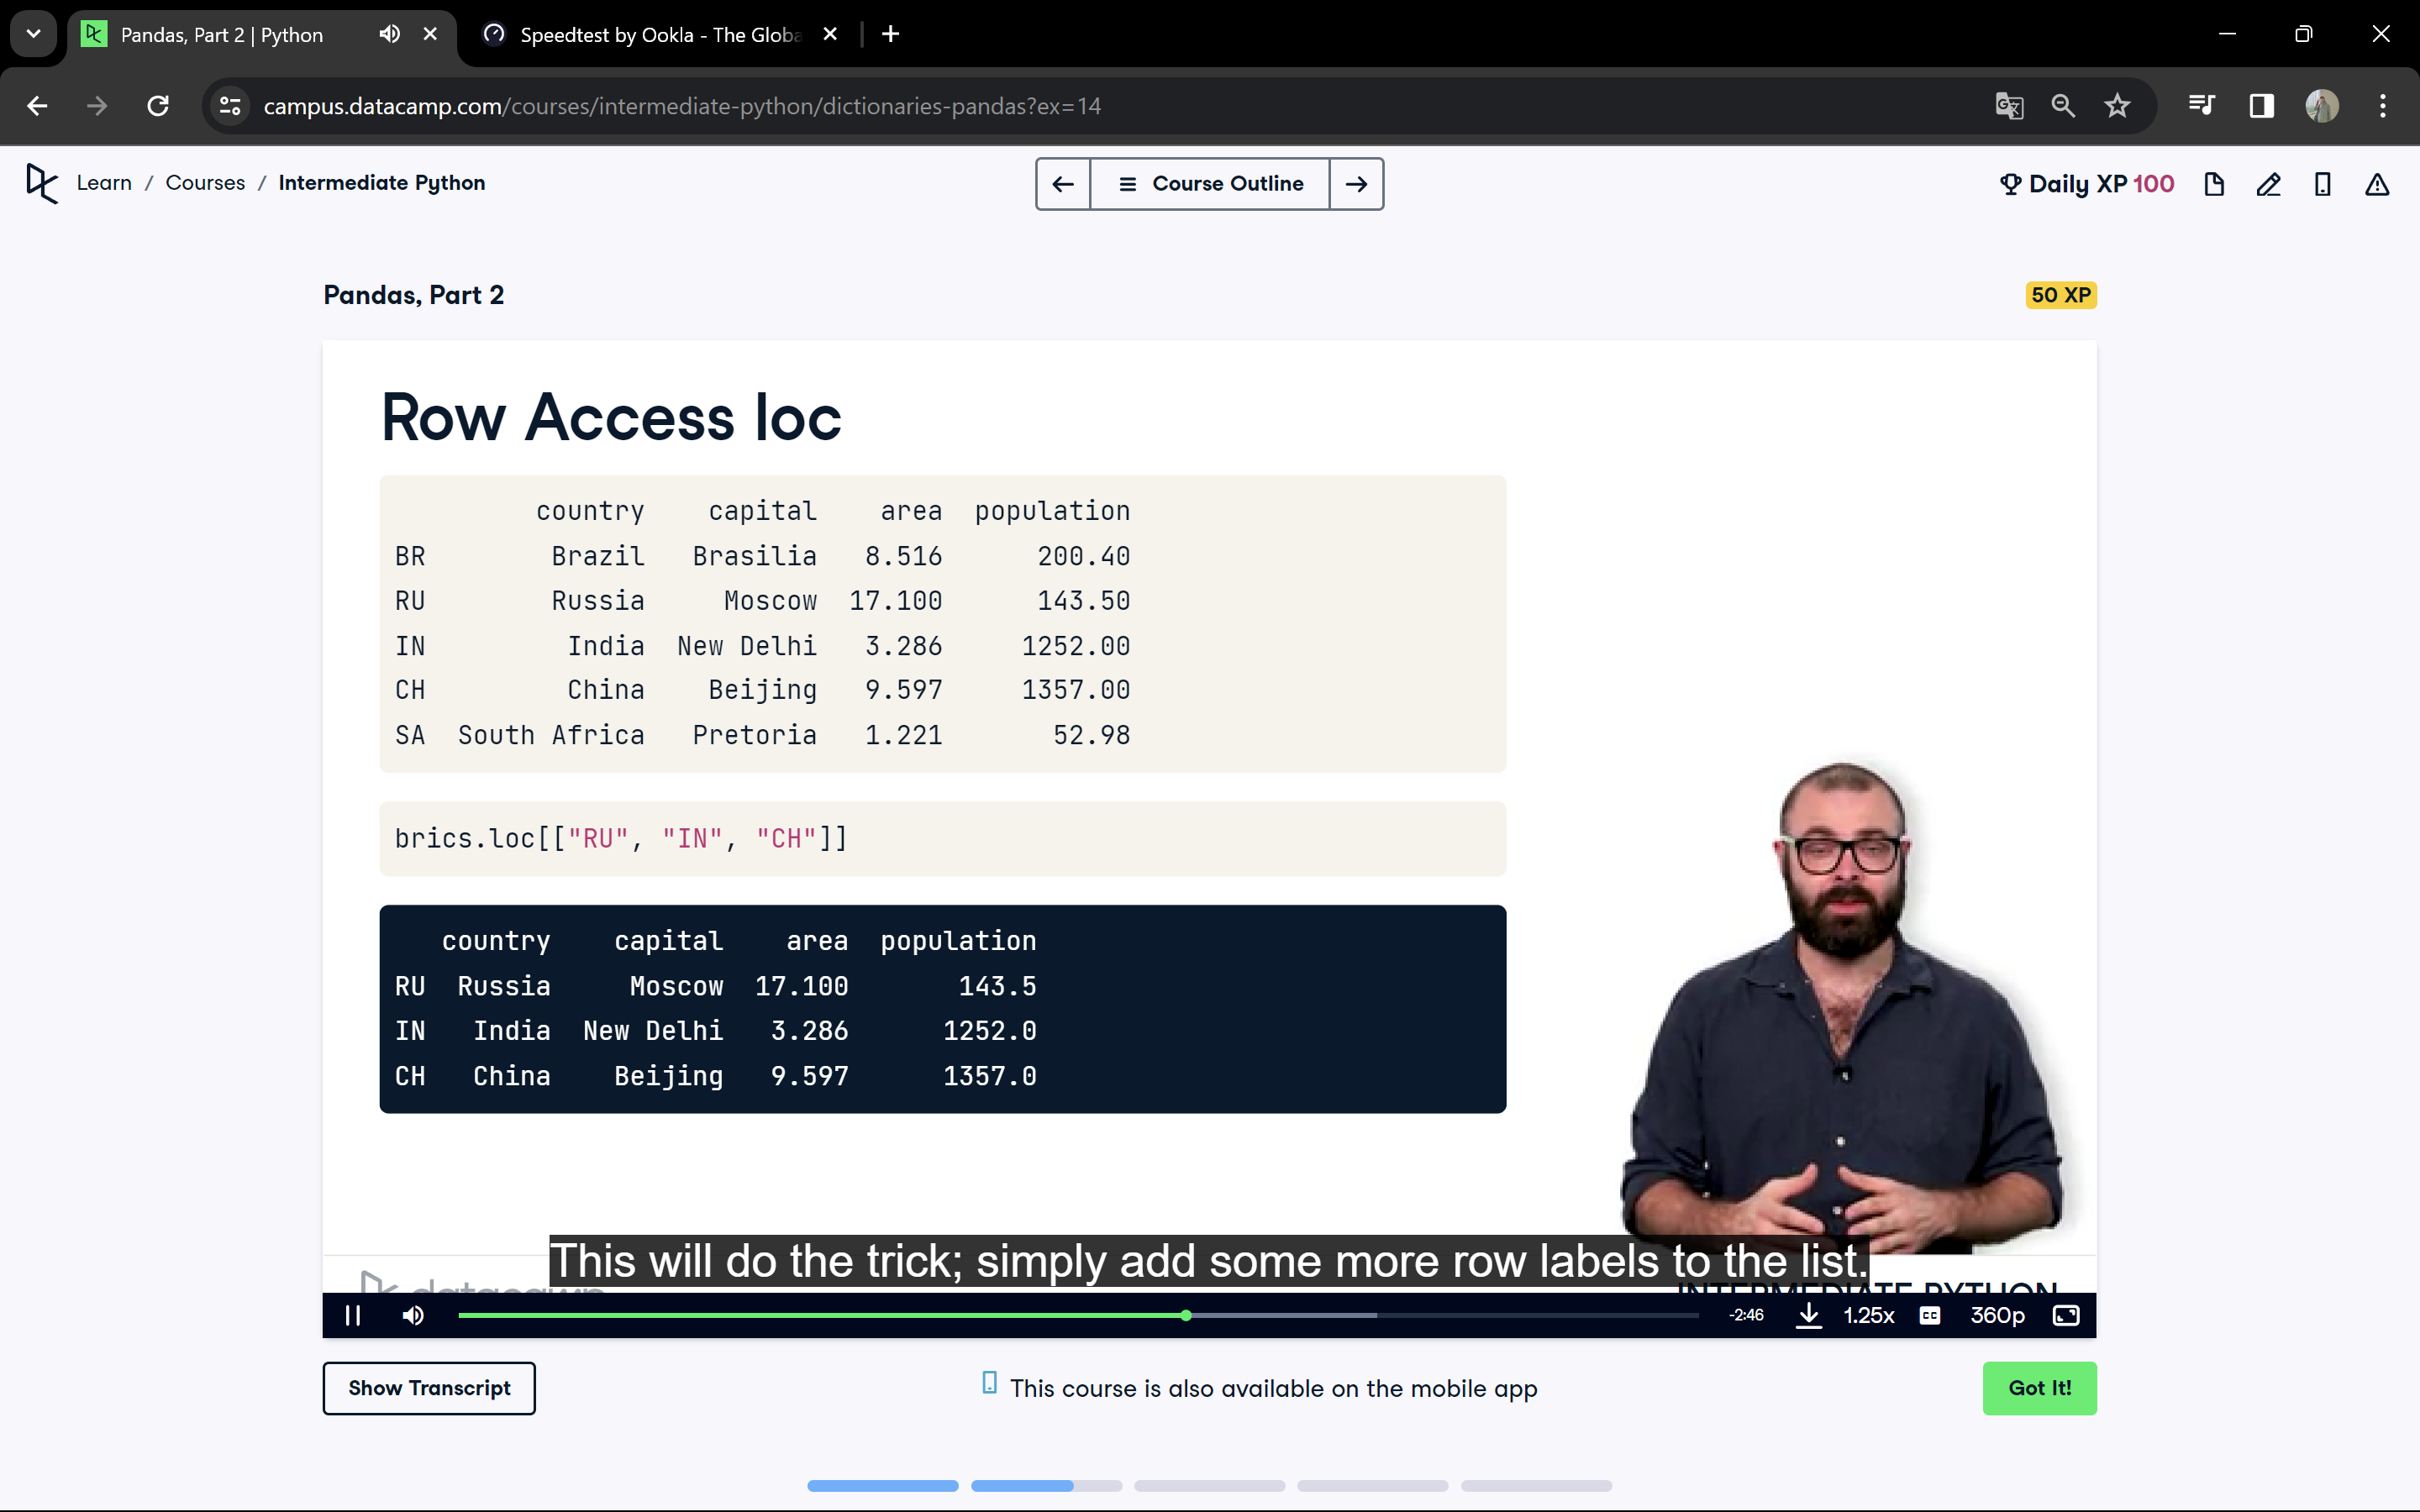 Pandas, Part 2 | Python
Speedtest by Ookla - The Globa
campus.datacamp.com/courses/intermediate-python/dictionaries-pandas?ex=14
Learn / Courses / Intermediate Python
Course Outline
Daily XP 100
Pandas, Part 2
50 XP
Row Access loc
country capital area population
BR Brazil Brasilia 8.516 200.40
RU Russia Moscow 17.100 143.50
IN India New Delhi 3.286 1252.00
CH China Beijing 9.597 1357.00
SA South Africa Pretoria 1.221 52.98
brics.loc[["RU", "IN", "CH"]]
country capital area population
RU Russia Moscow 17.100 143.5
IN India New Delhi 3.286 1252.0
CH China Beijing 9.597 1357.0
This will do the trick; simply add some more row labels to the list.
datacamp
INTERMEDIATE PYTHON
-2:46
1.25x
CC
360p
Show Transcript
This course is also available on the mobile app
Got It!